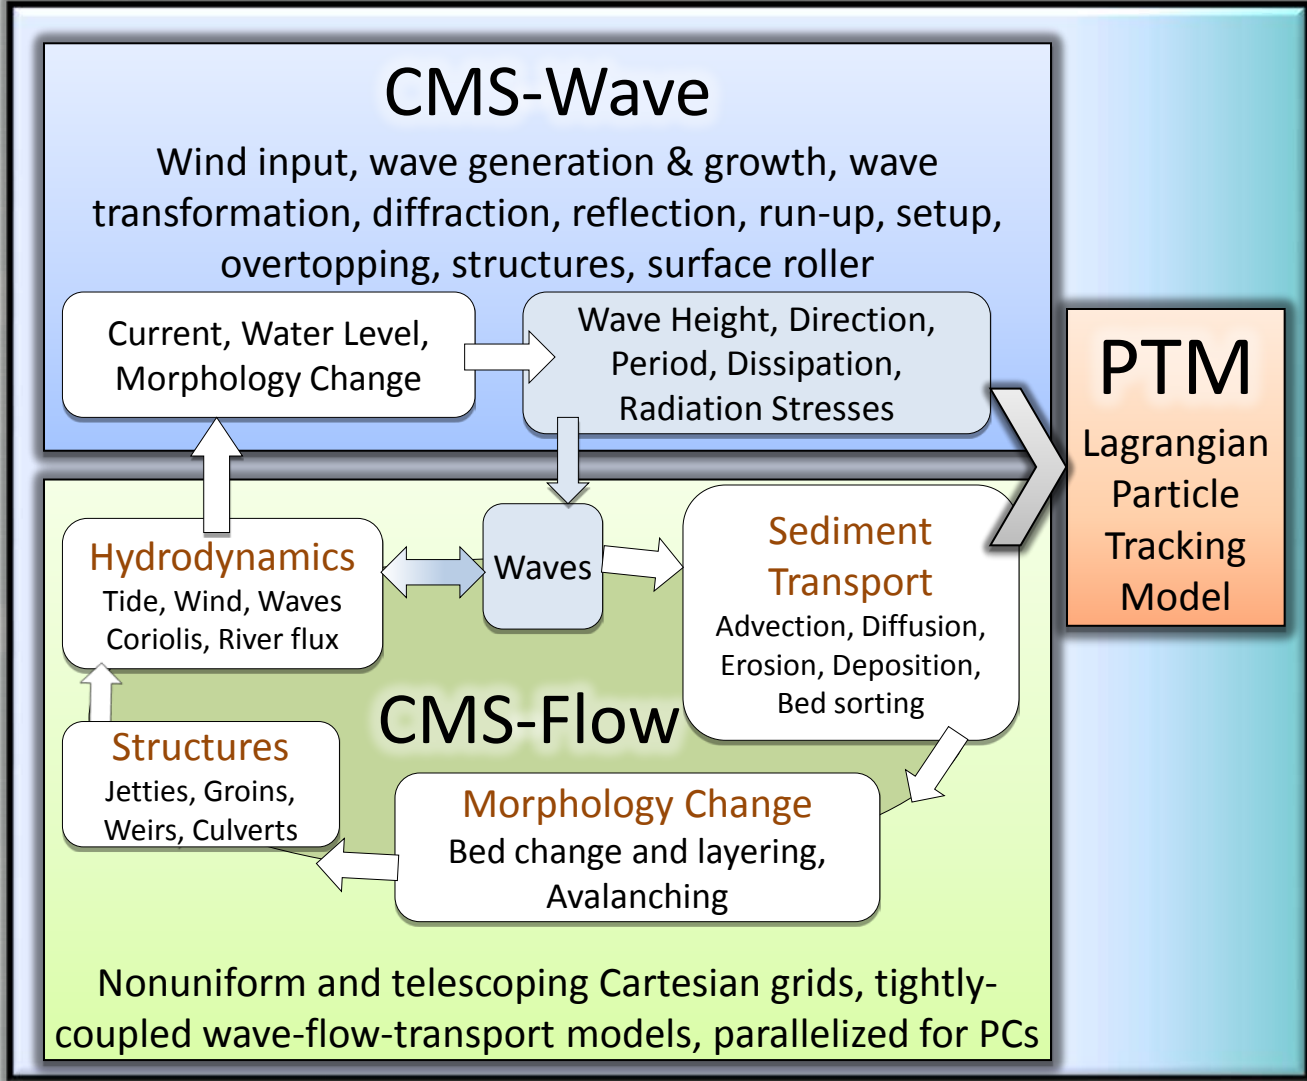 CMS-Wave
Wind input, wave generation & growth, wave
transformation, diffraction, reflection, run-up, setup,
overtopping, structures, surface roller
Current, Water Level,
Morphology Change
Wave Height, Direction,
Period, Dissipation,
Radiation Stresses
PTM
Lagrangian
Particle
Tracking
Model
Hydrodynamics
Tide, Wind, Waves
Coriolis, River flux
Waves
Sediment
Transport
Advection, Diffusion,
Erosion, Deposition,
Bed sorting
CMS-Flow
Structures
Jetties, Groins,
Weirs, Culverts
Morphology Change
Bed change and layering,
Avalanching
Nonuniform and telescoping Cartesian grids, tightly-
coupled wave-flow-transport models, parallelized for PCs